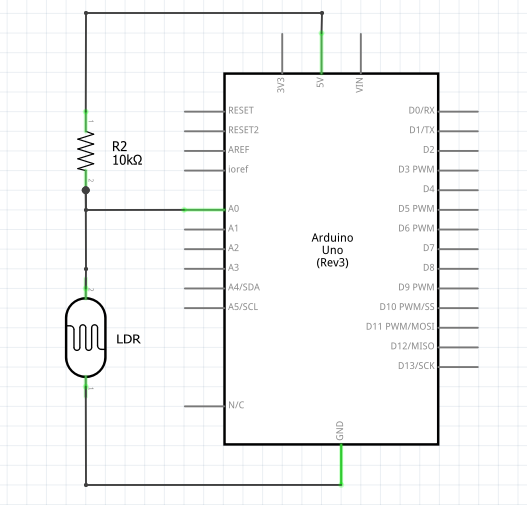 3V3
5V
VIN
RESET
RESET2
AREF
ioref
A0
A1
A2
A3
A4/SDA
A5/SCL
N/C
D0/RX
D1/TX
D2
D3 PWM
D4
D5 PWM
D6 PWM
D7
D8
D9 PWM
D10 PWM/SS
D11 PWM/MOSI
D12/MISO
D13/SCK
GND
Arduino
Uno
(Rev3)
1
R2
10kΩ
2
2
LDR
1